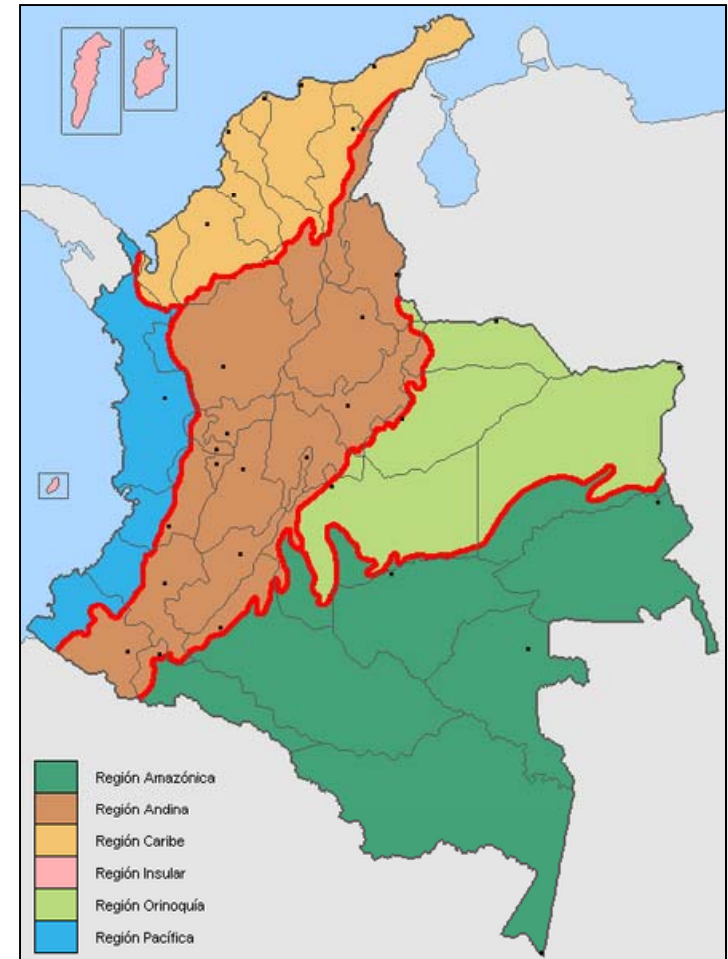 Región Amazónica
Región Andina
Región Caribe
Región Insular
Región Orinoquía
Región Pacífica